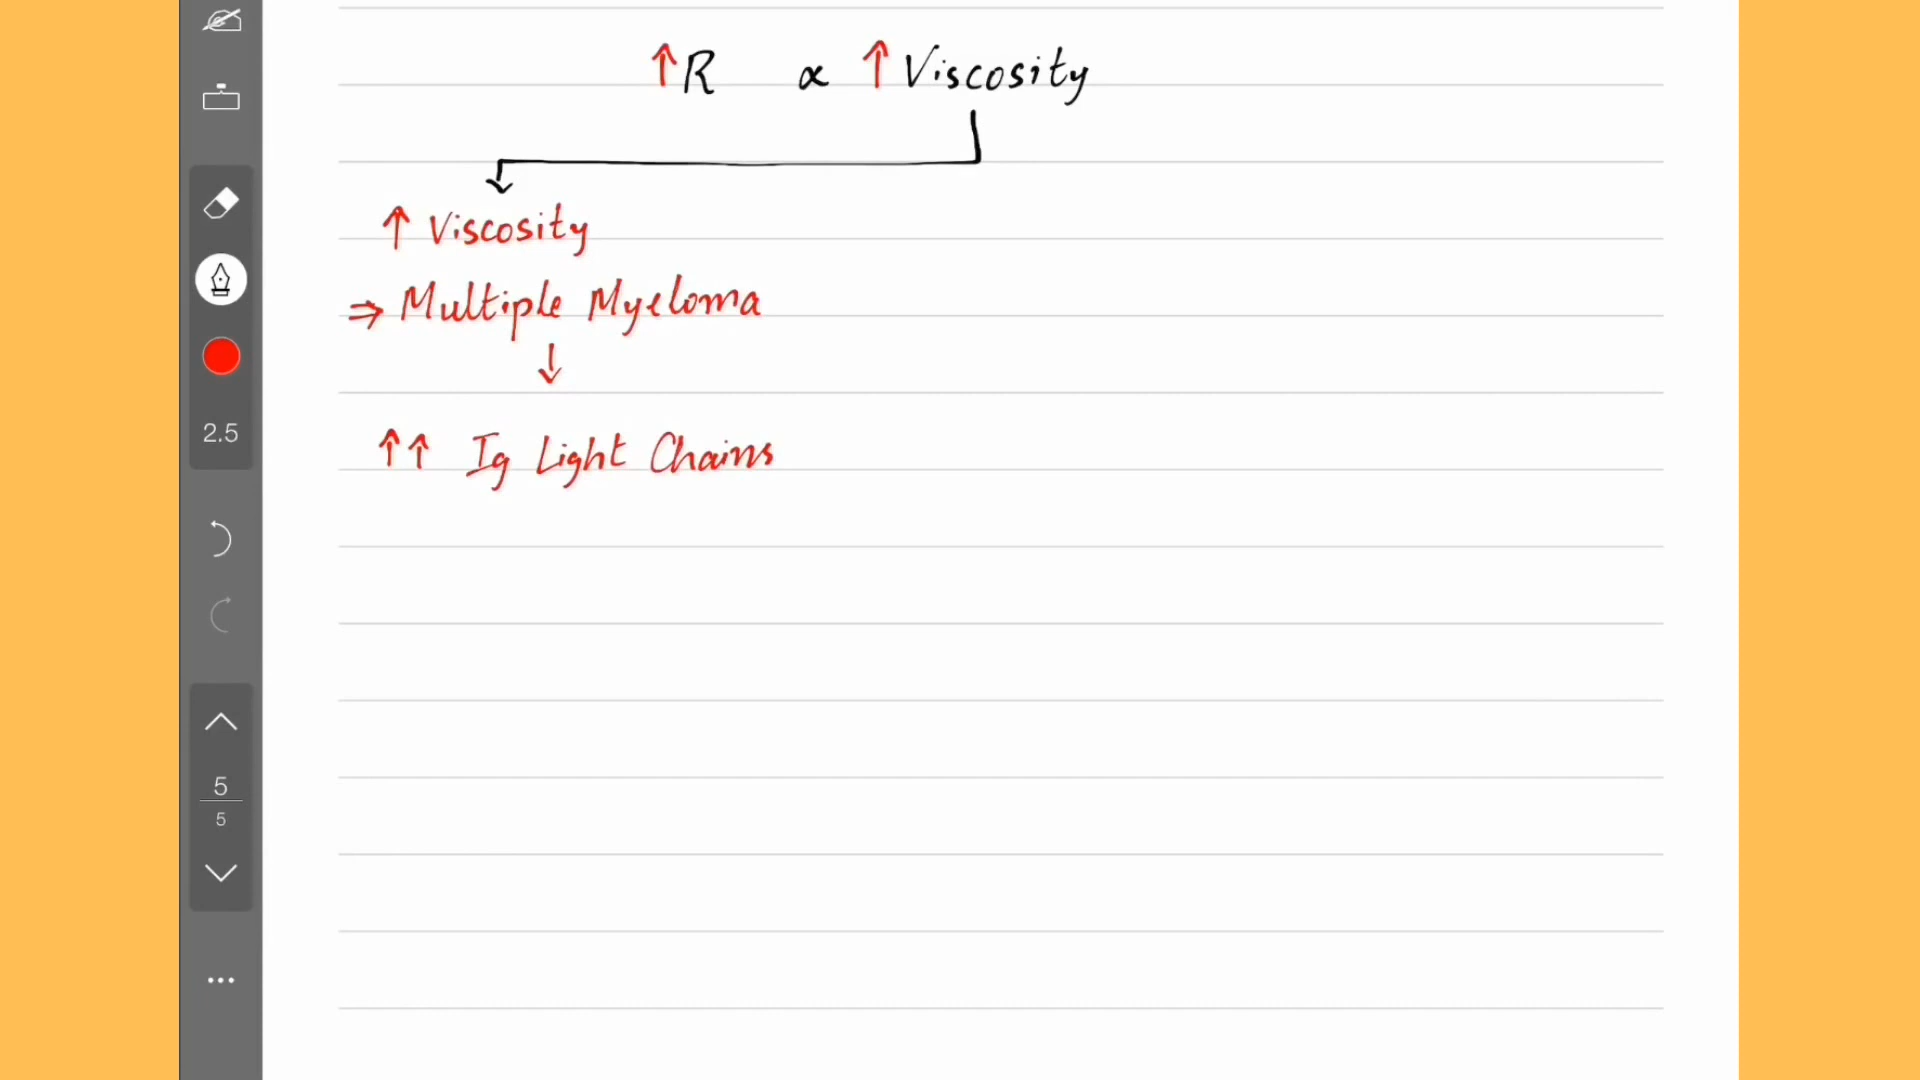 ↑R ∝ ↑Viscosity
↑ Viscosity
⇒ Multiple Myeloma
↓
↑↑ Ig Light Chains
2.5
5
5